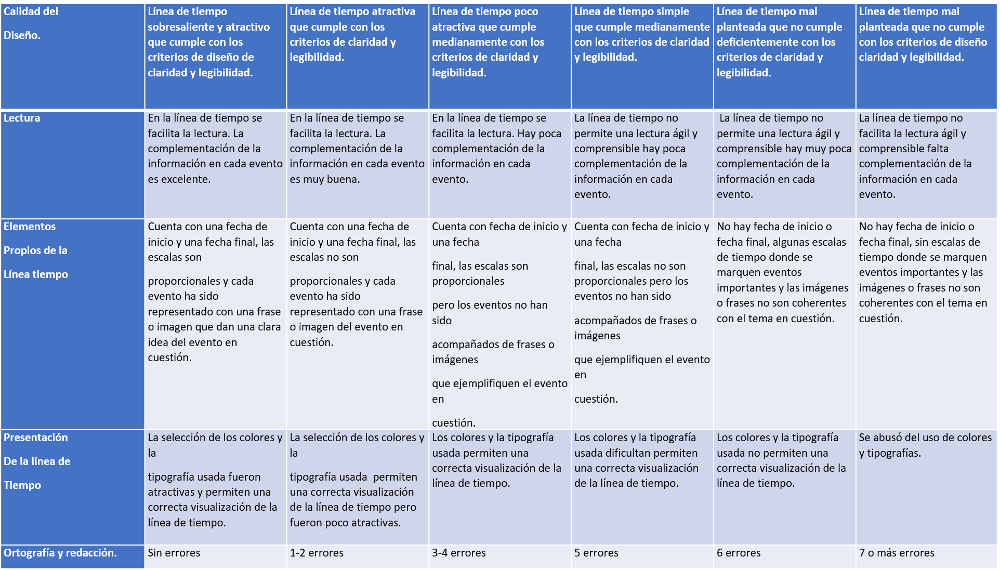 Calidad del
Diseño.
Línea de tiempo
sobresaliente y atractivo
que cumple con los
criterios de diseño de
claridad y legibilidad.
Línea de tiempo atractiva
que cumple con los
criterios de claridad y
legibilidad.
Línea de tiempo poco
atractiva que cumple
medianamente con los
criterios de claridad y
legibilidad.
Línea de tiempo simple
que cumple medianamente
con los criterios de claridad
y legibilidad.
Línea de tiempo mal
planteada que no cumple
deficientemente con los
criterios de claridad y
legibilidad.
Línea de tiempo mal
planteada que no cumple
con los criterios de diseño
claridad y legibilidad.
Lectura
En la línea de tiempo se
facilita la lectura. La
complementación de la
información en cada evento
es excelente.
En la línea de tiempo se
facilita la lectura. La
complementación de la
información en cada evento
es muy buena.
En la línea de tiempo se
facilita la lectura. Hay poca
complementación de la
información en cada
evento.
La línea de tiempo no
permite una lectura ágil y
comprensible hay poca
complementación de la
información en cada
evento.
La línea de tiempo no
permite una lectura ágil y
comprensible hay muy poca
complementación de la
información en cada
evento.
La línea de tiempo no
facilita la lectura ágil y
comprensible falta
complementación de la
información en cada
evento.
Elementos
Propios de la
Línea tiempo
Cuenta con una fecha de
inicio y una fecha final, las
escalas son
proporcionales y cada
evento ha sido
representado con una frase
o imagen que dan una clara
idea del evento en
cuestión.
Cuenta con una fecha de
inicio y una fecha final, las
escalas no son
proporcionales y cada
evento ha sido
representado con una frase
o imagen del evento en
cuestión.
Cuenta con fecha de inicio y
una fecha
final, las escalas son
proporcionales
pero los eventos no han
sido
acompañados de frases o
imágenes
que ejemplifiquen el evento
en
cuestión.
Cuenta con fecha de inicio y
una fecha
final, las escalas no son
proporcionales pero los
eventos no han sido
acompañados de frases o
imágenes
que ejemplifiquen el evento
en
cuestión.
No hay fecha de inicio o
fecha final, algunas escalas
de tiempo donde se
marquen eventos
importantes y las imágenes
o frases no son coherentes
con el tema en cuestión.
No hay fecha de inicio o
fecha final, sin escalas de
tiempo donde se marquen
eventos importantes y las
imágenes o frases no son
coherentes con el tema en
cuestión.
Presentación
De la línea de
Tiempo
La selección de los colores y
la
tipografía usada fueron
atractivas y permiten una
correcta visualización de la
línea de tiempo.
La selección de los colores y
la
tipografía usada  permiten
una correcta visualización
de la línea de tiempo pero
fueron poco atractivas.
Los colores y la tipografía
usada permiten una
correcta visualización de la
línea de tiempo.
Los colores y la tipografía
usada dificultan permiten
una correcta visualización
de la línea de tiempo.
Los colores y la tipografía
usada no permiten una
correcta visualización de la
línea de tiempo.
Se abusó del uso de colores
y tipografías.
Ortografía y redacción.
Sin errores
1-2 errores
3-4 errores
5 errores
6 errores
7 o más errores